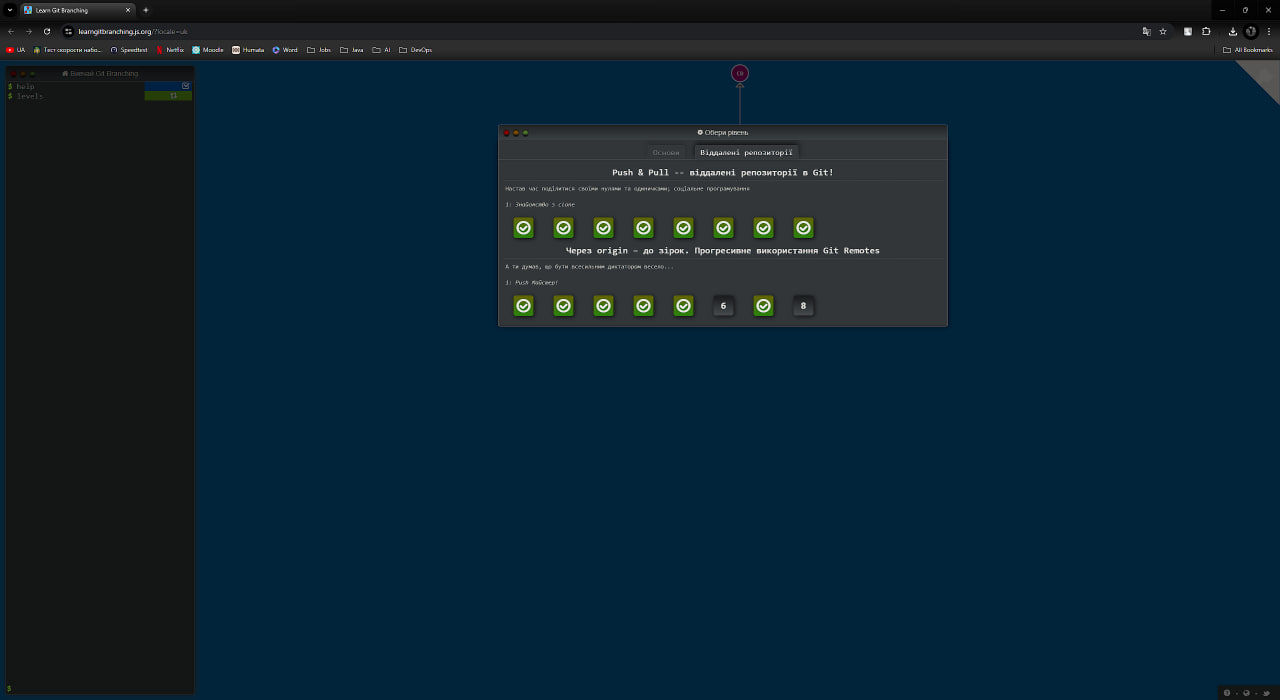 Learn Git Branching
learngitbranching.js.org/?locale=uk
UA Тест скорости набо... Speedtest Netflix Moodle Humata Word Jobs Java AI DevOps All Bookmarks
Вивчай Git Branching
$ help
$ levels
C0
Обери рівень
Основи Віддалені репозиторії
Push & Pull -- віддалені репозиторії в Git!
Настав час поділитися своїми нулями та одиничками; соціальне програмування
1: Знайомство з clone
Через origin – до зірок. Прогресивне використання Git Remotes
А ти думав, що бути всесильним диктатором весело...
1: Push Майстер!
6 8
$